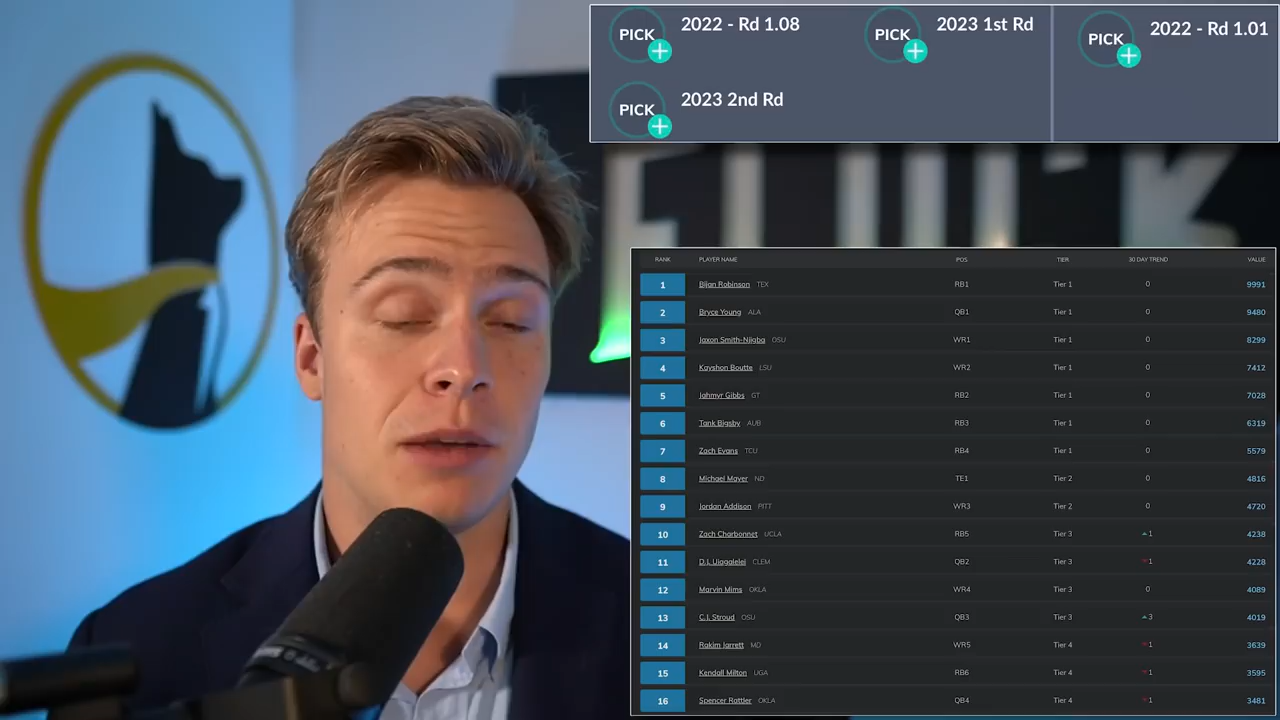 PICK 2022 - Rd 1.08 PICK 2023 1st Rd PICK 2022 - Rd 1.01
PICK 2023 2nd Rd
RANK PLAYER NAME POS TIER 30 DAY TREND VALUE
1 Bijan Robinson TEX RB1 Tier 1 0 9991
2 Bryce Young ALA QB1 Tier 1 0 9480
3 Jaxon Smith-Njigba OSU WR1 Tier 1 0 8299
4 Kayshon Boutte LSU WR2 Tier 1 0 7412
5 Jahmyr Gibbs GT RB2 Tier 1 0 7028
6 Tank Bigsby AUB RB3 Tier 1 0 6319
7 Zach Evans TCU RB4 Tier 1 0 5579
8 Michael Mayer ND TE1 Tier 2 0 4816
9 Jordan Addison PITT WR3 Tier 2 0 4720
10 Zach Charbonnet UCLA RB5 Tier 3 1 4238
11 D.J. Uiagalelei CLEM QB2 Tier 3 1 4228
12 Marvin Mims OKLA WR4 Tier 3 0 4089
13 C.J. Stroud OSU QB3 Tier 3 3 4019
14 Rakim Jarrett MD WR5 Tier 4 1 3639
15 Kendall Milton UGA RB6 Tier 4 1 3595
16 Spencer Rattler OKLA QB4 Tier 4 1 3481